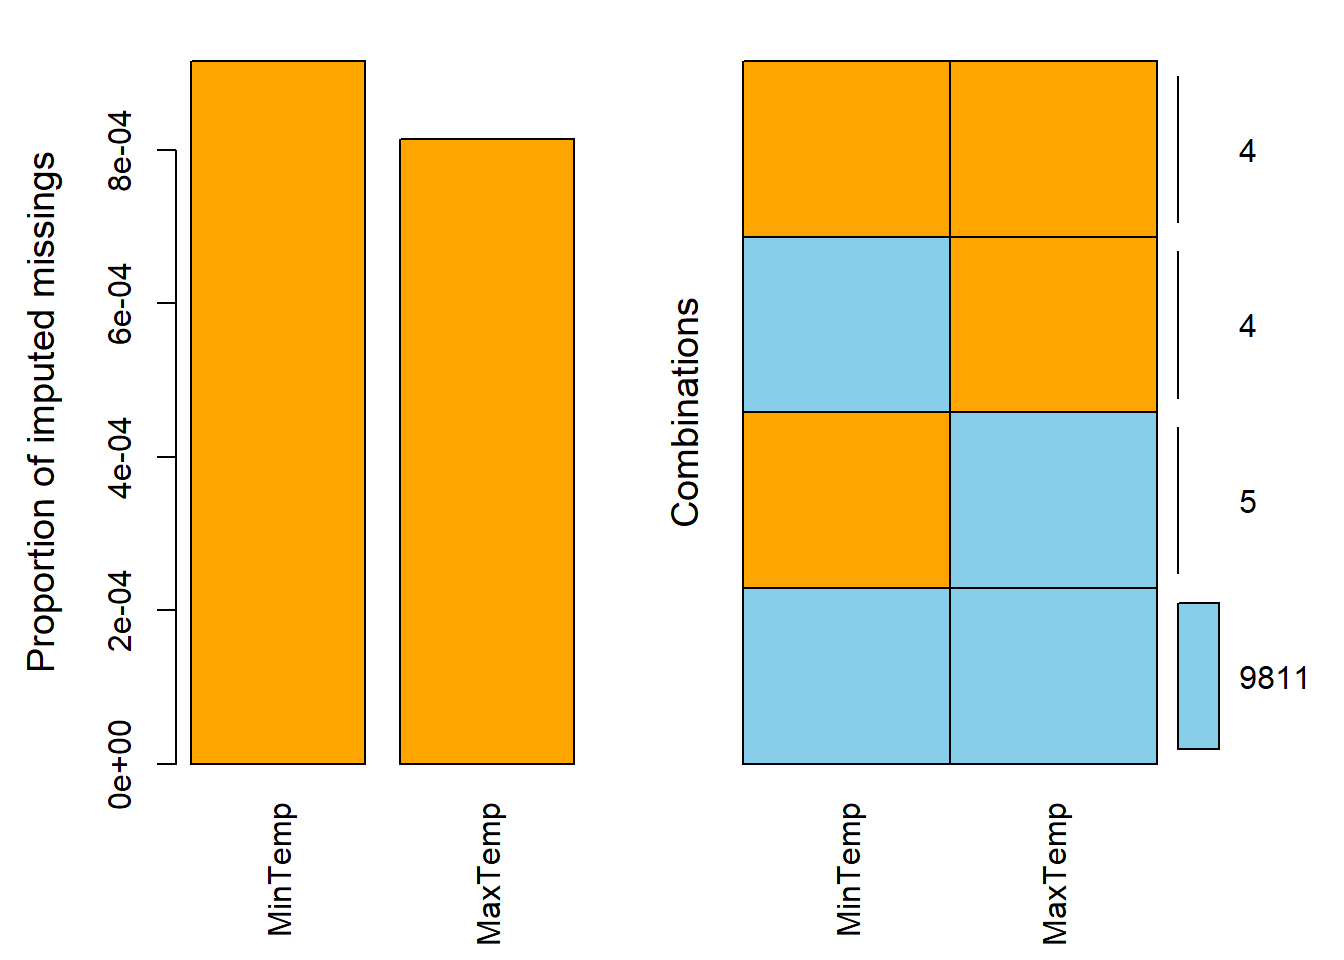 Proportion of imputed missings
0e+00
2e-04
4e-04
6e-04
8e-04
MinTemp
MaxTemp
Combinations
4
4
5
9811
MinTemp
MaxTemp